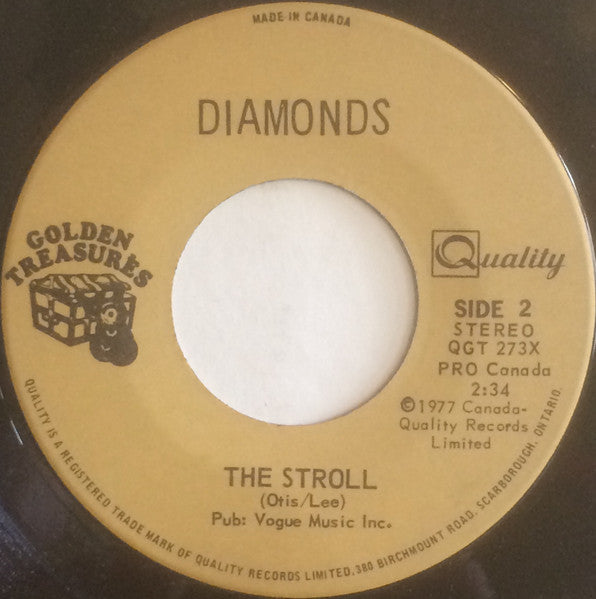 MADE IN CANADA
DIAMONDS
GOLDEN
TREASURES
Quality
SIDE 2
STEREO
QGT 273X
PRO Canada
2:34
©1977 Canada-
Quality Records
Limited
THE STROLL
(Otis/Lee)
Pub: Vogue Music Inc.
QUALITY IS A REGISTERED TRADE MARK OF QUALITY RECORDS LIMITED, 380 BIRCHMOUNT ROAD, SCARBOROUGH, ONTARIO.